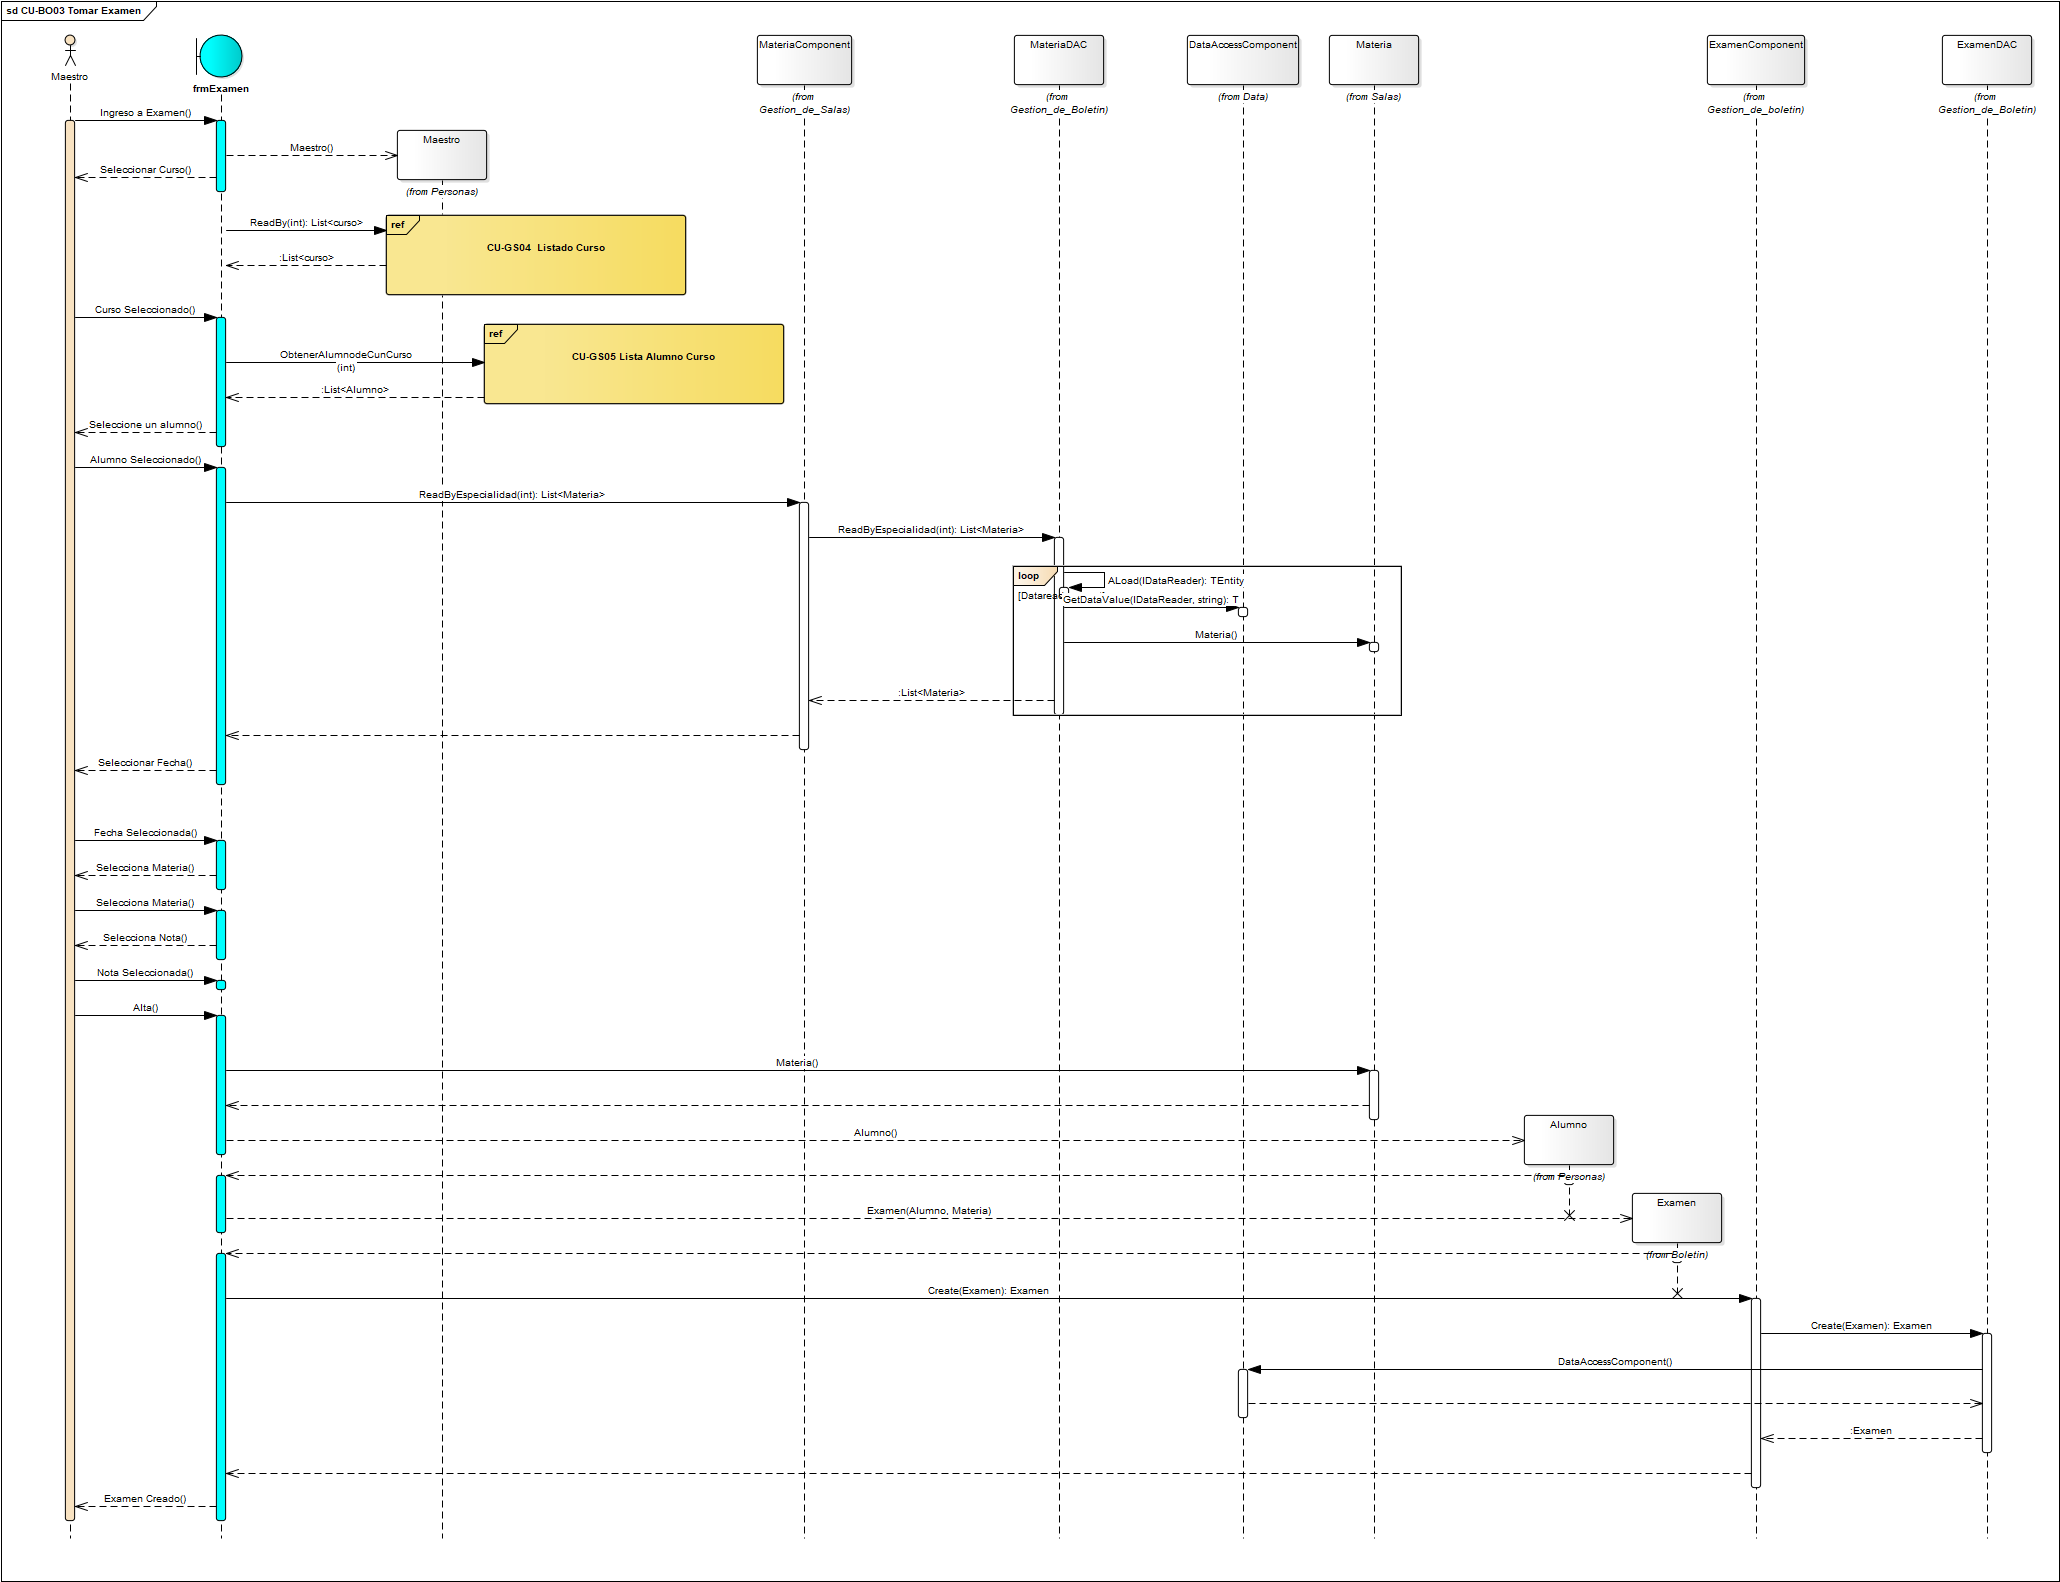 sd CU-BO03 Tomar Examen
Maestro
frmExamen
MateriaComponent
(from
Gestion_de_Salas)
MateriaDAC
(from
Gestion_de_Boletin)
DataAccessComponent
(from Data)
Materia
(from Salas)
ExamenComponent
(from
Gestion_de_boletin)
ExamenDAC
(from
Gestion_de_Boletin)
Ingreso a Examen()
Maestro
(from Personas)
Maestro()
Seleccionar Curso()
ReadBy(int): List<curso>
ref
CU-GS04  Listado Curso
:List<curso>
Curso Seleccionado()
ref
CU-GS05 Lista Alumno Curso
ObtenerAlumnodeCunCurso
(int)
:List<Alumno>
Seleccione un alumno()
Alumno Seleccionado()
ReadByEspecialidad(int): List<Materia>
ReadByEspecialidad(int): List<Materia>
loop
ALoad(IDataReader): TEntity
GetDataValue(IDataReader, string): T
Materia()
:List<Materia>
Seleccionar Fecha()
Fecha Seleccionada()
Selecciona Materia()
Selecciona Materia()
Selecciona Nota()
Nota Seleccionada()
Alta()
Materia()
Alumno()
Alumno
(from Personas)
Examen(Alumno, Materia)
Examen
(from Boletin)
Create(Examen): Examen
Create(Examen): Examen
DataAccessComponent()
:Examen
Examen Creado()